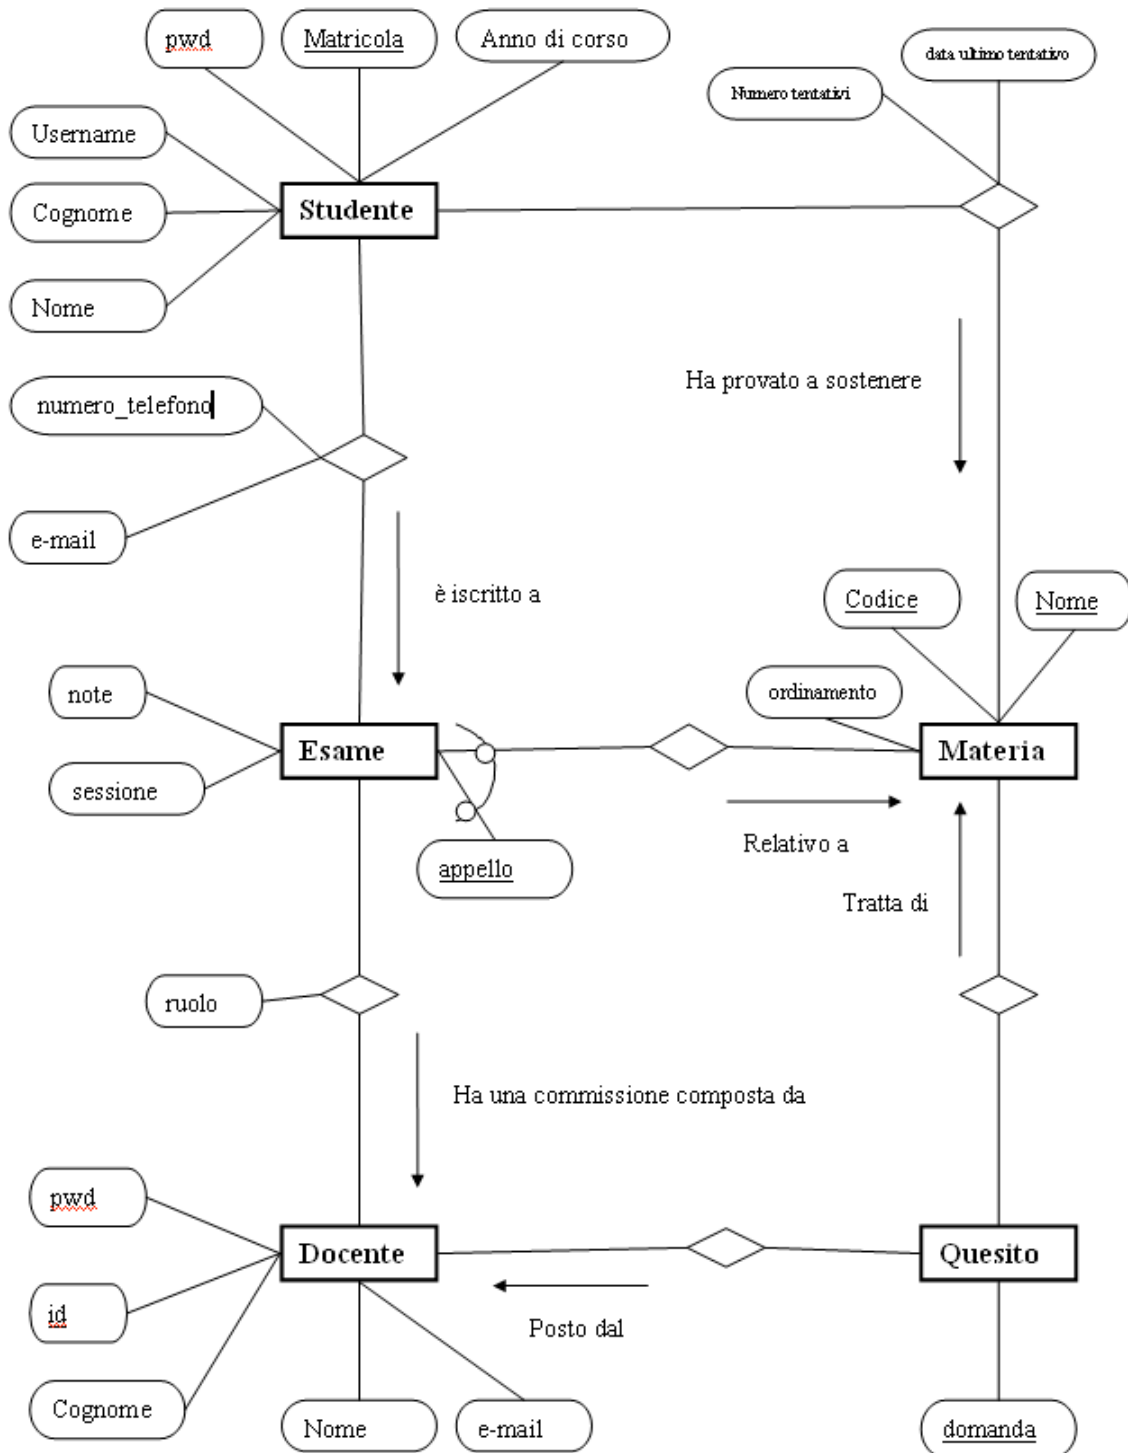 pwd
Matricola
Anno di corso
data ultimo tentativo
Numero tentativi
Username
Cognome
Studente
Nome
Ha provato a sostenere
numero_telefono
e-mail
è iscritto a
Codice
Nome
note
ordinamento
Esame
Materia
sessione
Relativo a
appello
Tratta di
ruolo
Ha una commissione composta da
pwd
Docente
Quesito
id
Posto dal
Cognome
Nome
e-mail
domanda